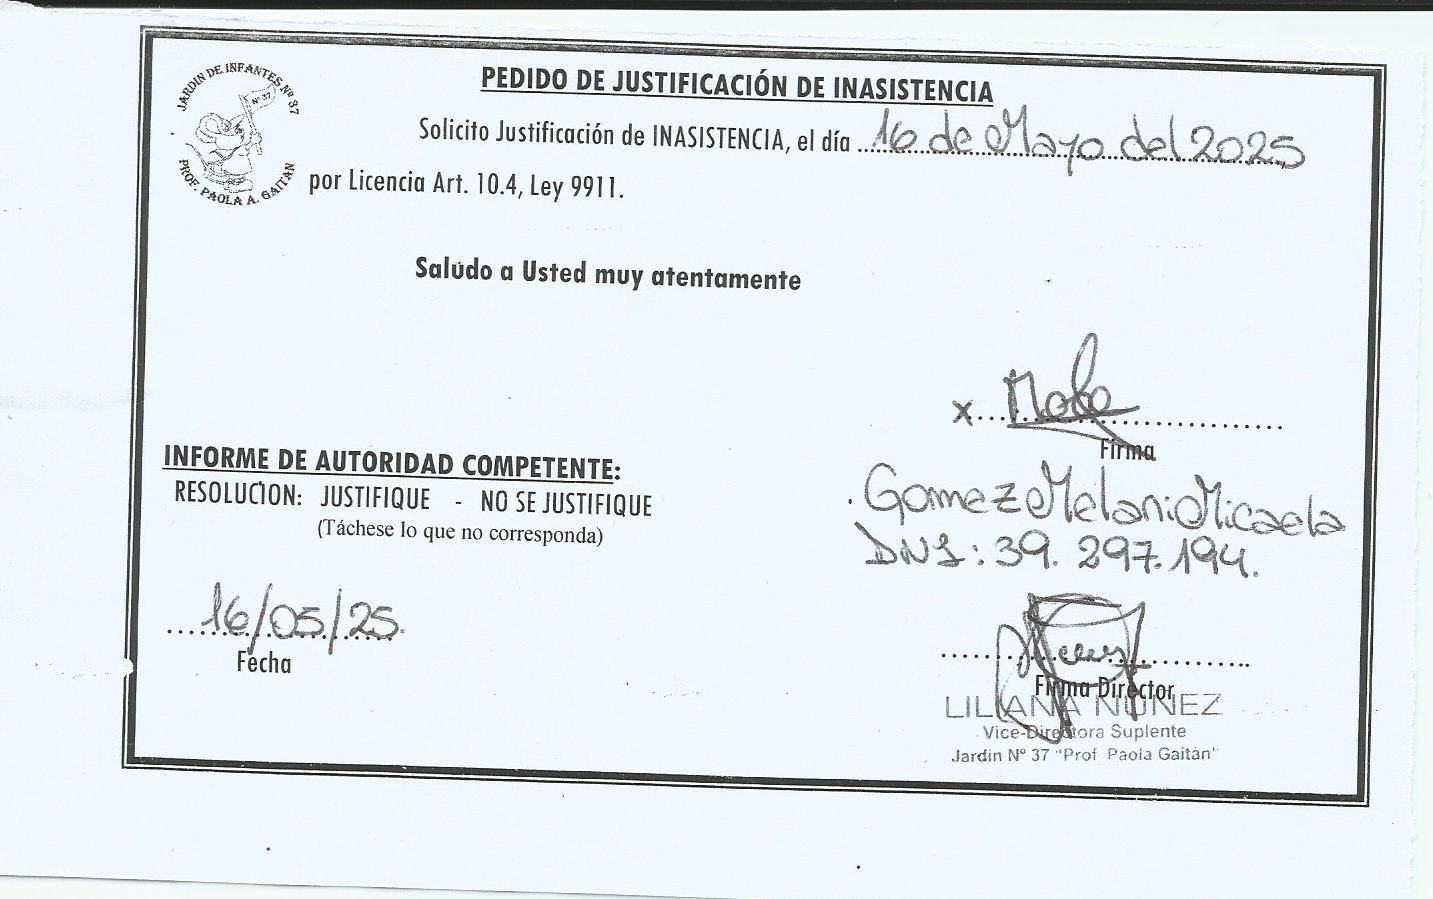 JARDIN DE INFANTES Nº 37
Nº 37
PROF. PAOLA A. GAITAN
PEDIDO DE JUSTIFICACIÓN DE INASISTENCIA
Solicito Justificación de INASISTENCIA, el día ...16 de Mayo del 2025
por Licencia Art. 10.4, Ley 9911.
Saludo a Usted muy atentamente
x....................................
Firma
INFORME DE AUTORIDAD COMPETENTE:
RESOLUCION: JUSTIFIQUE - NO SE JUSTIFIQUE
(Táchese lo que no corresponda)
Gomez Melani Micaela
DNI: 39. 297.194.
16/05/25
Fecha
Firma Director
LILIANA NUÑEZ
Vice-Directora Suplente
Jardin Nº 37 "Prof Paola Gaitán"